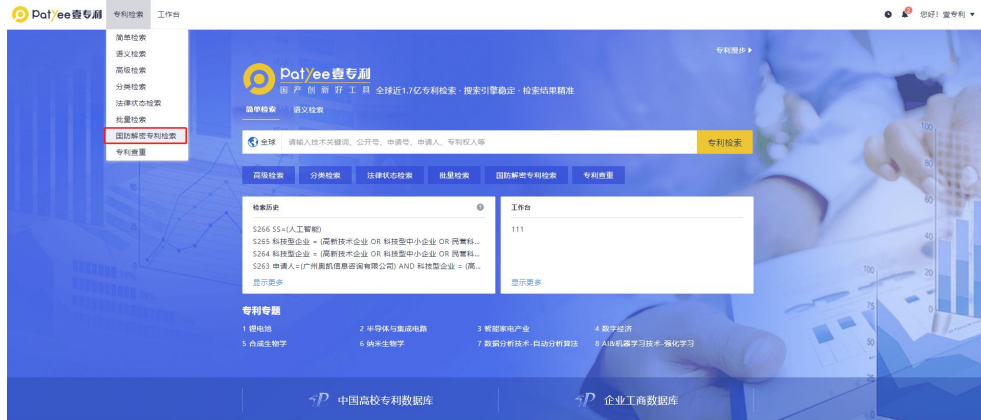 Patyee壹专利 专利检索 工作台 2 您好！壹专利
简单检索
语义检索
高级检索
分类检索
法律状态检索
批量检索
国防解密专利检索
专利查重
专利漫步
Patyee壹专利
国产创新好工具 全球近1.7亿专利检索·搜索引擎稳定·检索结果精准
简单检索 语义检索
全球 请输入技术关键词、公开号、申请号、申请人、专利权人等 专利检索
高级检索 分类检索 法律状态检索 批量检索 国防解密专利检索 专利查重
检索历史 工作台
S266 SS=(人工智能) 111
S265 科技型企业 = (高新技术企业 OR 科技型中小企业 OR 民营科...
S264 科技型企业 = (高新技术企业 OR 科技型中小企业 OR 民营科...
S263 申请人=(广州奥凯信息咨询有限公司) AND 科技型企业 = (高...
显示更多 显示更多
专利专题
1 锂电池 2 半导体与集成电路 3 智能家电产业 4 数字经济
5 合成生物学 6 纳米生物学 7 数据分析技术-自动分析算法 8 AI&机器学习技术-强化学习
中国高校专利数据库 企业工商数据库
100
80
60
40
20
0
100
75
50